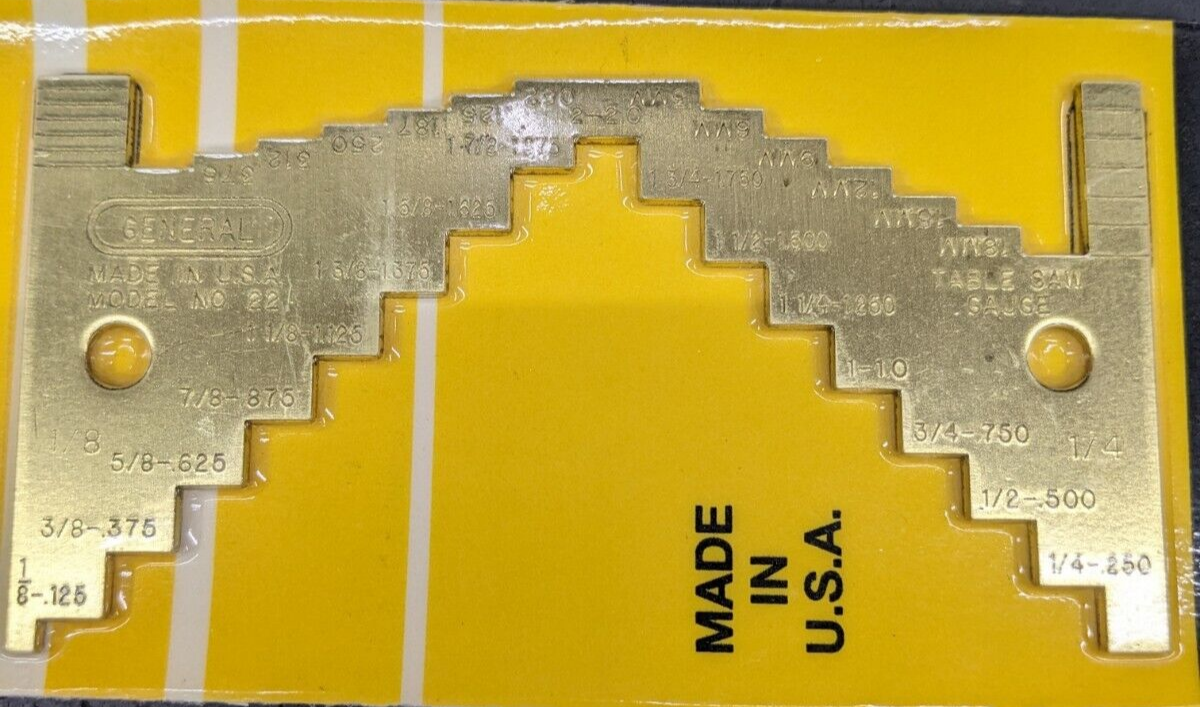 3MM
6MM
9MM
12MM
15MM
18MM
.125
.187
.250
.312
.375
2-2.0
1 7/8-1.875
1 3/4-1.750
1 5/8-1.625
1 1/2-1.500
GENERAL
MADE IN U.S.A.
MODEL NO. 221
TABLE SAW
GAUGE
1 3/8-1.375
1 1/4-1.250
1 1/8-1.125
1-1.0
7/8-.875
3/4-.750
1/8
1/4
5/8-.625
1/2-.500
3/8-.375
1/4-.250
1/8-.125
MADE
IN
U.S.A.